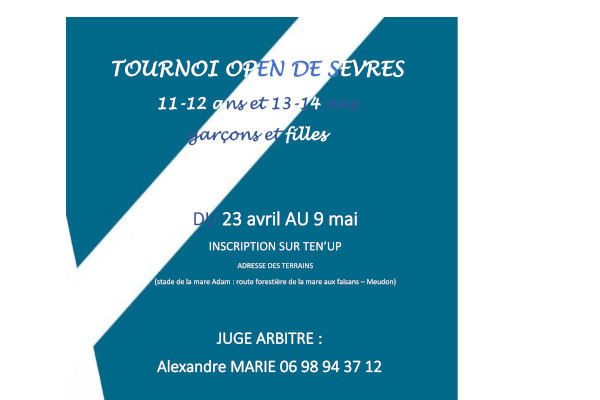 TOURNOI OPEN DE SEVRES
11-12 ans et 13-14 ans
garçons et filles
DU 23 avril AU 9 mai
INSCRIPTION SUR TEN'UP
ADRESSE DES TERRAINS
(stade de la mare Adam : route forestière de la mare aux faisans – Meudon)
JUGE ARBITRE :
Alexandre MARIE 06 98 94 37 12